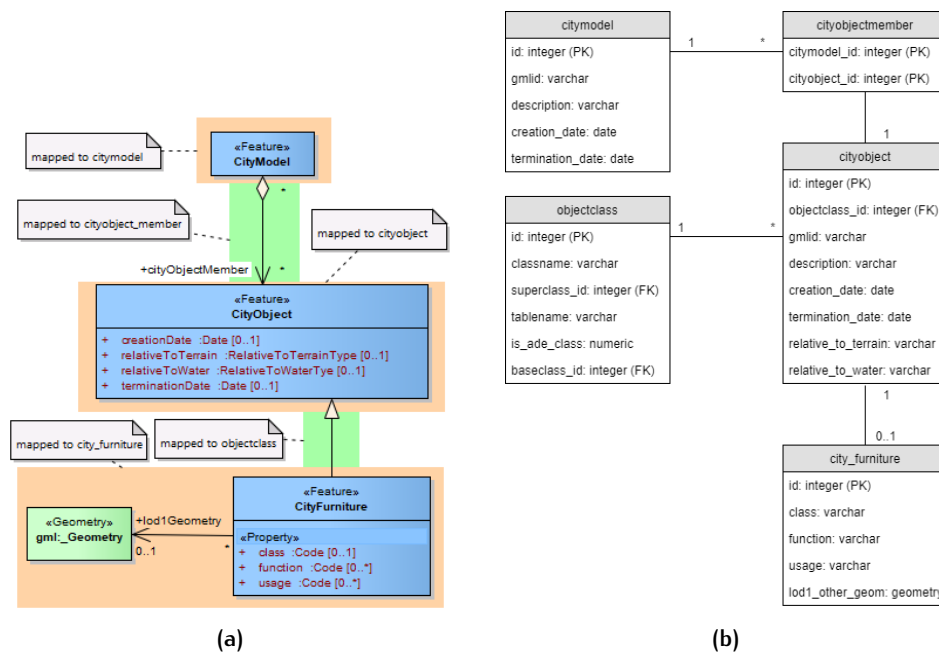 mapped to citymodel
«Feature»
CityModel
*
mapped to cityobject_member
mapped to cityobject
+cityObjectMember
*
«Feature»
CityObject
+ creationDate :Date [0..1]
+ relativeToTerrain :RelativeToTerrainType [0..1]
+ relativeToWater :RelativeToWaterTye [0..1]
+ terminationDate :Date [0..1]
mapped to city_furniture
mapped to objectclass
«Geometry»
gml::_Geometry
+lod1Geometry
0..1
*
«Feature»
CityFurniture
«Property»
+ class :Code [0..1]
+ function :Code [0..*]
+ usage :Code [0..*]
(a)
citymodel
id: integer (PK)
gmlid: varchar
description: varchar
creation_date: date
termination_date: date
1
*
cityobjectmember
citymodel_id: integer (PK)
cityobject_id: integer (PK)
1
objectclass
id: integer (PK)
classname: varchar
superclass_id: integer (FK)
tablename: varchar
is_ade_class: numeric
baseclass_id: integer (FK)
1
*
cityobject
id: integer (PK)
objectclass_id: integer (FK)
gmlid: varchar
description: varchar
creation_date: date
termination_date: date
relative_to_terrain: varchar
relative_to_water: varchar
1
0..1
city_furniture
id: integer (PK)
class: varchar
function: varchar
usage: varchar
lod1_other_geom: geometry
(b)